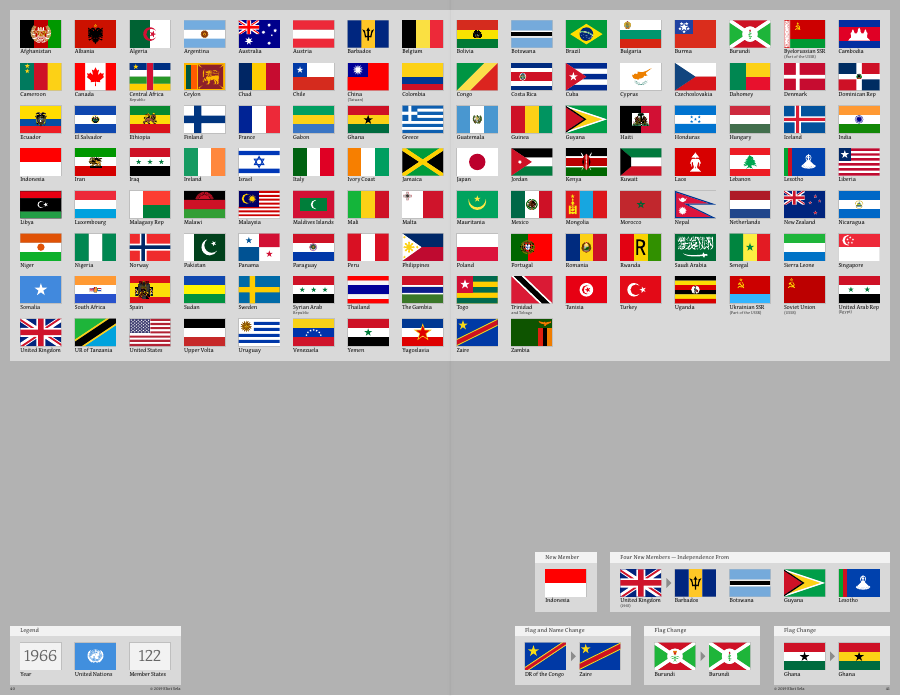 Afghanistan Albania Algeria Argentina Australia Austria Barbados Belgium Bolivia Botswana Brazil Bulgaria Burma Burundi Byelorussian SSR Cambodia
(Part of the USSR)
Cameroon Canada Central Africa Ceylon Chad Chile China Colombia Congo Costa Rica Cuba Cyprus Czechoslovakia Dahomey Denmark Dominican Rep
Republic (Taiwan)
Ecuador El Salvador Ethiopia Finland France Gabon Ghana Greece Guatemala Guinea Guyana Haiti Honduras Hungary Iceland India
Indonesia Iran Iraq Ireland Israel Italy Ivory Coast Jamaica Japan Jordan Kenya Kuwait Laos Lebanon Lesotho Liberia
Libya Luxembourg Malagasy Rep Malawi Malaysia Maldives Islands Mali Malta Mauritania Mexico Mongolia Morocco Nepal Netherlands New Zealand Nicaragua
Niger Nigeria Norway Pakistan Panama Paraguay Peru Philippines Poland Portugal Romania Rwanda Saudi Arabia Senegal Sierra Leone Singapore
Somalia South Africa Spain Sudan Sweden Syrian Arab Thailand The Gambia Togo Trinidad Tunisia Turkey Uganda Ukrainian SSR Soviet Union United Arab Rep
Republic and Tobago (Part of the USSR) (USSR) (Egypt)
United Kingdom UR of Tanzania United States Upper Volta Uruguay Venezuela Yemen Yugoslavia Zaire Zambia
New Member
Indonesia
Four New Members — Independence From
United Kingdom Barbados Botswana Guyana Lesotho
Legend
1966 122
Year United Nations Member States
Flag and Name Change
DR of the Congo Zaire
Flag Change
Burundi Burundi
Flag Change
Ghana Ghana